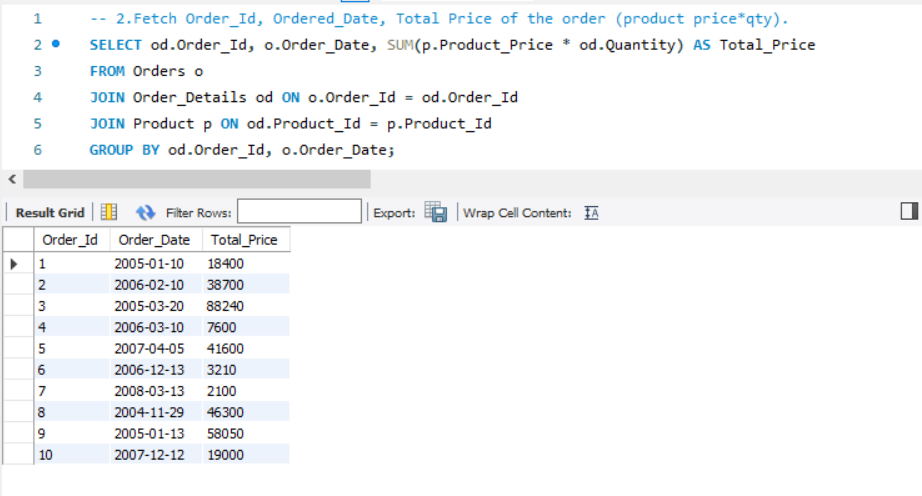 1 -- 2.Fetch Order_Id, Ordered_Date, Total Price of the order (product price*qty).
2 SELECT od.Order_Id, o.Order_Date, SUM(p.Product_Price * od.Quantity) AS Total_Price
3 FROM Orders o
4 JOIN Order_Details od ON o.Order_Id = od.Order_Id
5 JOIN Product p ON od.Product_Id = p.Product_Id
6 GROUP BY od.Order_Id, o.Order_Date;
Result Grid Filter Rows: Export: Wrap Cell Content: IA
Order_Id Order_Date Total_Price
1 2005-01-10 18400
2 2006-02-10 38700
3 2005-03-20 88240
4 2006-03-10 7600
5 2007-04-05 41600
6 2006-12-13 3210
7 2008-03-13 2100
8 2004-11-29 46300
9 2005-01-13 58050
10 2007-12-12 19000